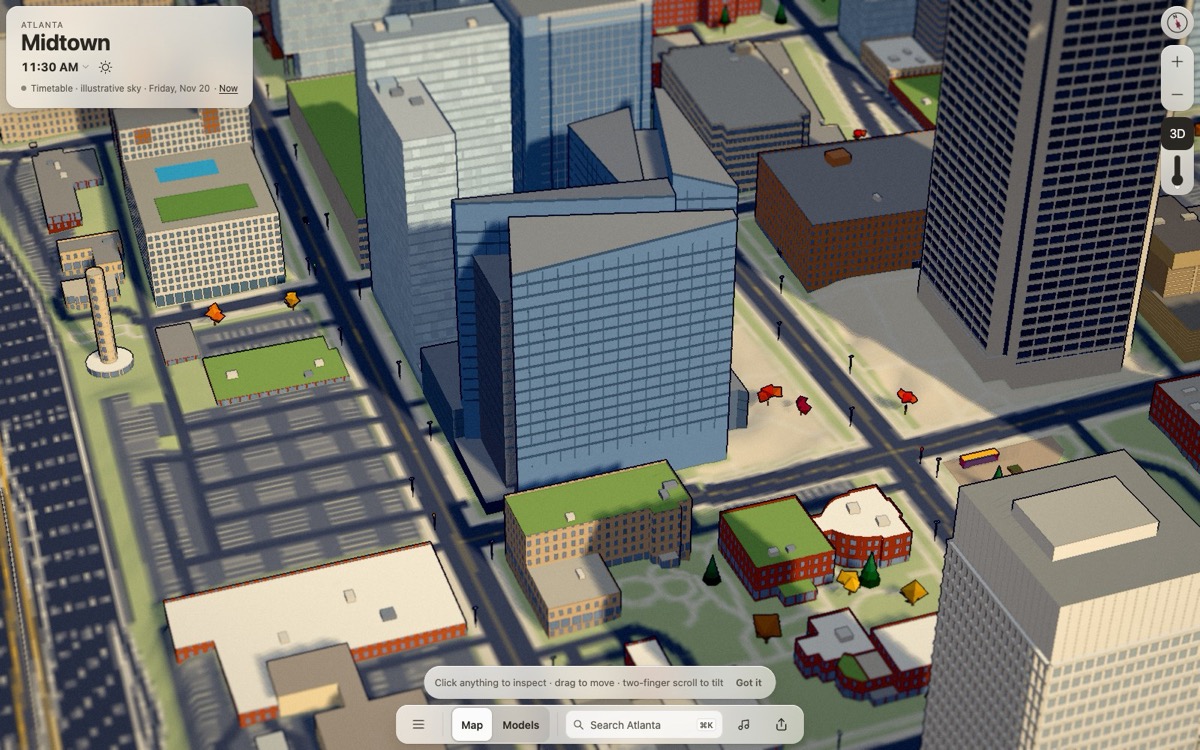 ATLANTA
Midtown
11:30 AM
Timetable · illustrative sky · Friday, Nov 20 · Now
3D
Click anything to inspect · drag to move · two-finger scroll to tilt Got it
Map Models Search Atlanta ⌘K